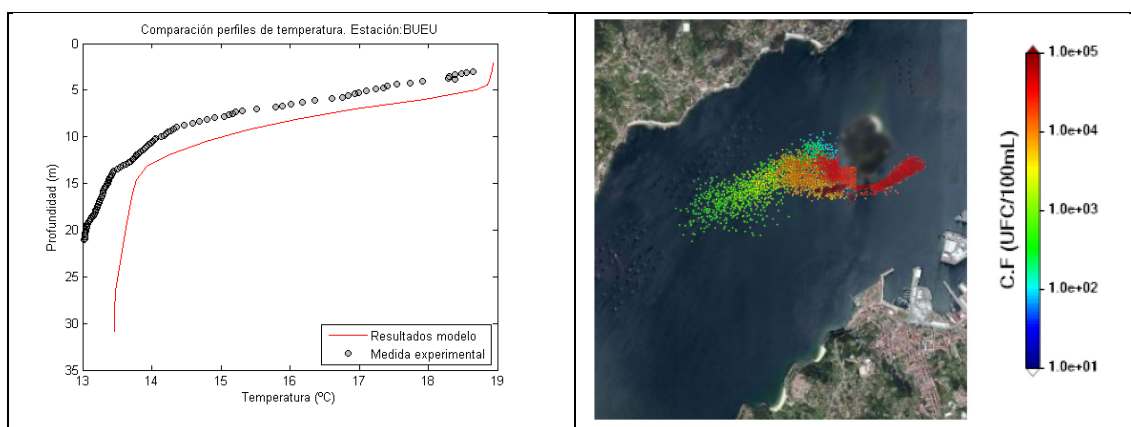 Comparación perfiles de temperatura. Estación:BUEU
0
5
10
15
20
25
30
35
Profundidad (m)
13
14
15
16
17
18
19
Temperatura (ºC)
Resultados modelo
Medida experimental
1.0e+05
1.0e+04
1.0e+03
1.0e+02
1.0e+01
C.F (UFC/100mL)